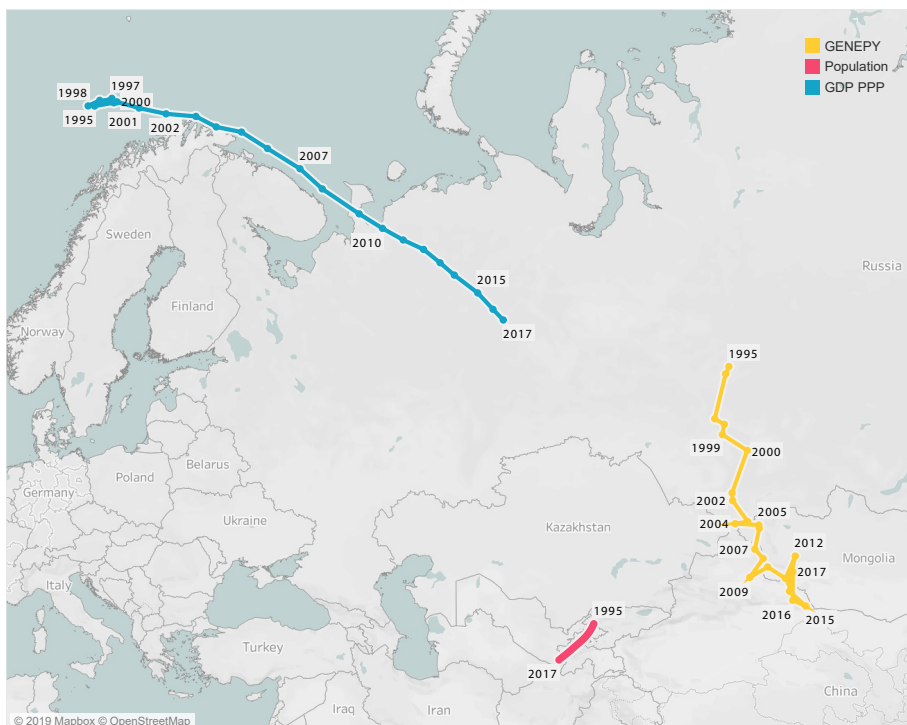 GENEPY
Population
GDP PPP
1998
1997
2000
1995
2001
2002
2007
Sweden
2010
Russia
Finland
2015
Norway
2017
1995
1999
2000
Poland
Belarus
Germany
2002
2005
2004
Ukraine
Kazakhstan
2007
2012
Mongolia
2017
Italy
2009
1995
2016
2015
Turkey
2017
China
Iraq
Iran
© 2019 Mapbox © OpenStreetMap